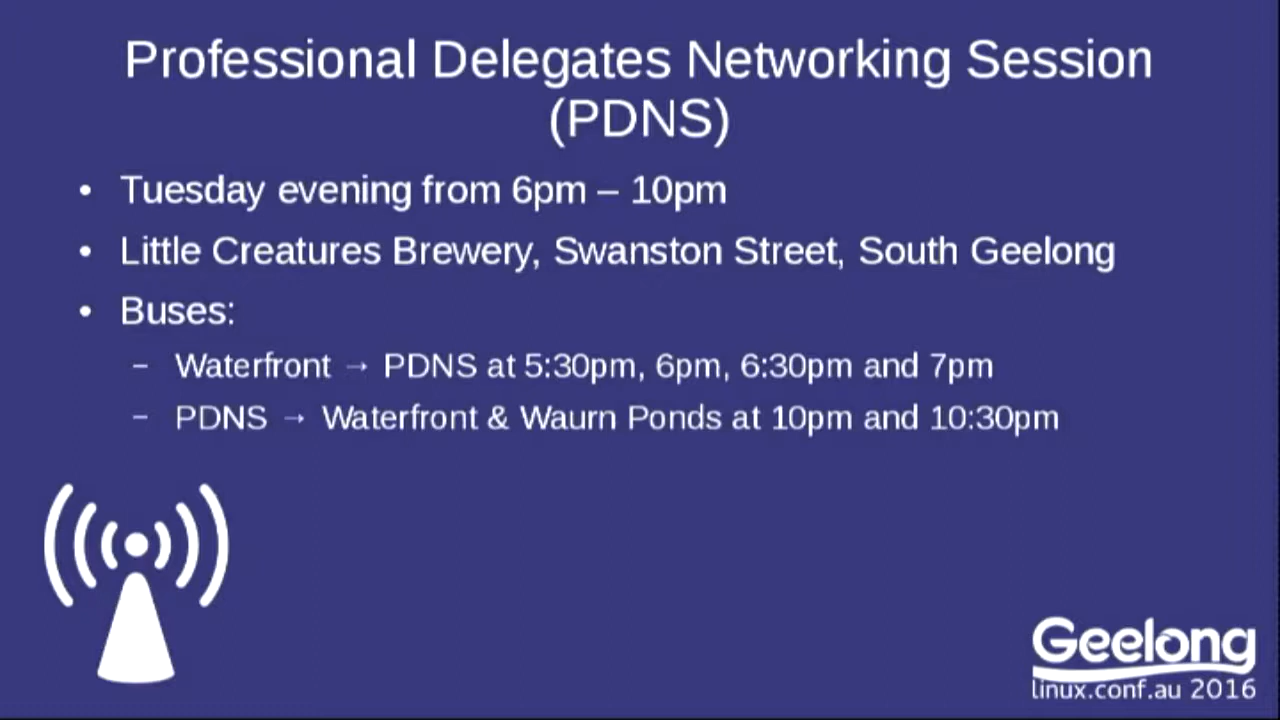 Professional Delegates Networking Session
(PDNS)
• Tuesday evening from 6pm – 10pm
• Little Creatures Brewery, Swanston Street, South Geelong
• Buses:
– Waterfront → PDNS at 5:30pm, 6pm, 6:30pm and 7pm
– PDNS → Waterfront & Waurn Ponds at 10pm and 10:30pm
Geelong
linux.conf.au 2016